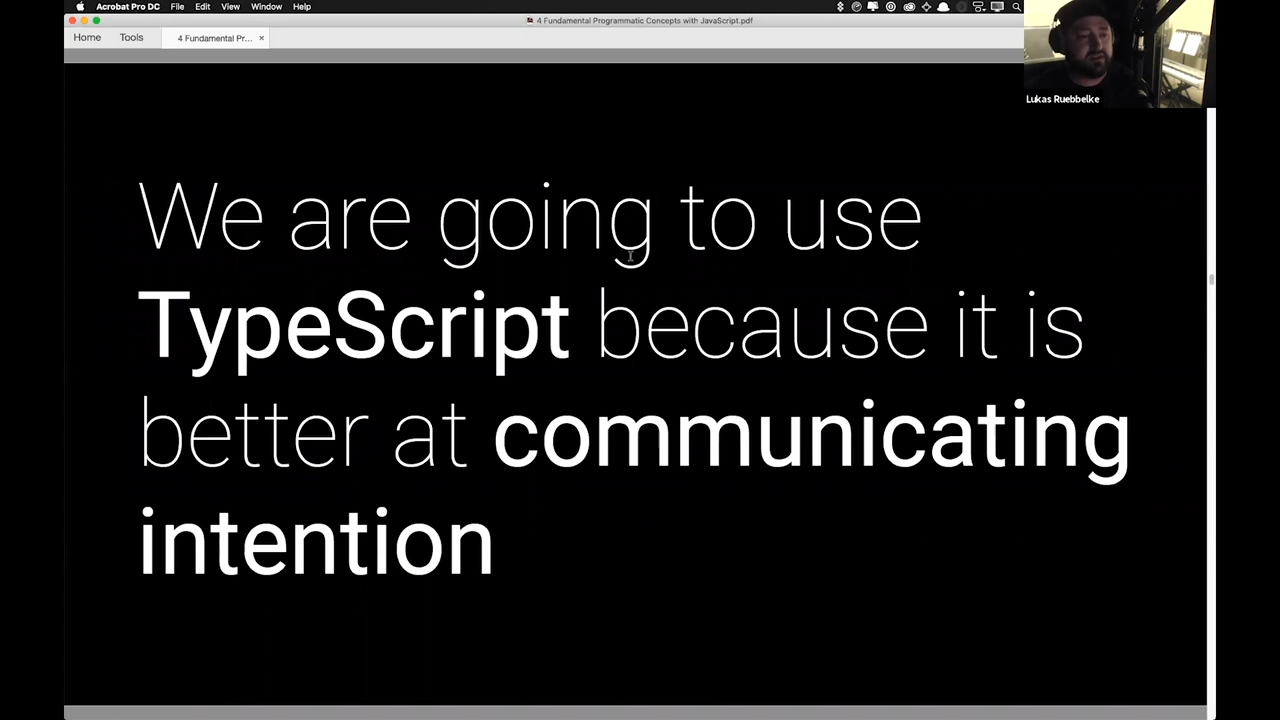 Acrobat Pro DC File Edit View Window Help
4 Fundamental Programmatic Concepts with JavaScript.pdf
Home Tools 4 Fundamental Pr... ×
Lukas Ruebbelke
We are going to use
TypeScript because it is
better at communicating
intention